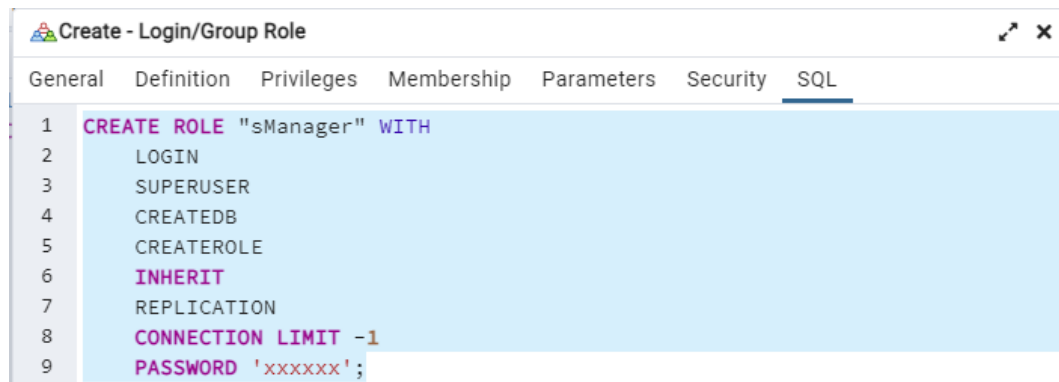 Create - Login/Group Role
General Definition Privileges Membership Parameters Security SQL
1 CREATE ROLE "sManager" WITH
2 LOGIN
3 SUPERUSER
4 CREATEDB
5 CREATEROLE
6 INHERIT
7 REPLICATION
8 CONNECTION LIMIT -1
9 PASSWORD 'xxxxxx';